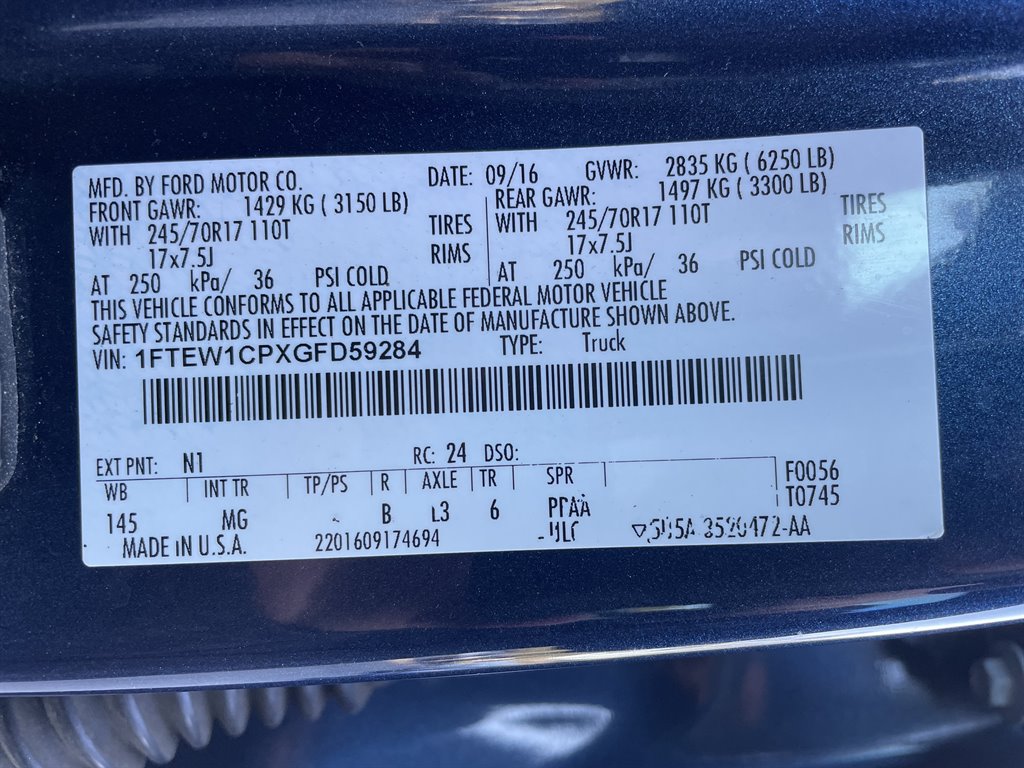 MFD. BY FORD MOTOR CO. DATE: 09/16 GVWR: 2835 KG ( 6250 LB)
FRONT GAWR: 1429 KG ( 3150 LB) REAR GAWR: 1497 KG ( 3300 LB)
WITH 245/70R17 110T TIRES WITH 245/70R17 110T TIRES
17x7.5J RIMS 17x7.5J RIMS
AT 250 kPa/ 36 PSI COLD AT 250 kPa/ 36 PSI COLD
THIS VEHICLE CONFORMS TO ALL APPLICABLE FEDERAL MOTOR VEHICLE
SAFETY STANDARDS IN EFFECT ON THE DATE OF MANUFACTURE SHOWN ABOVE.
VIN: 1FTEW1CPXGFD59284 TYPE: Truck
EXT PNT: N1 RC: 24 DSO:
WB INT TR TP/PS R AXLE TR SPR F0056
145 MG B L3 6 T0745
MADE IN U.S.A. 2201609174694